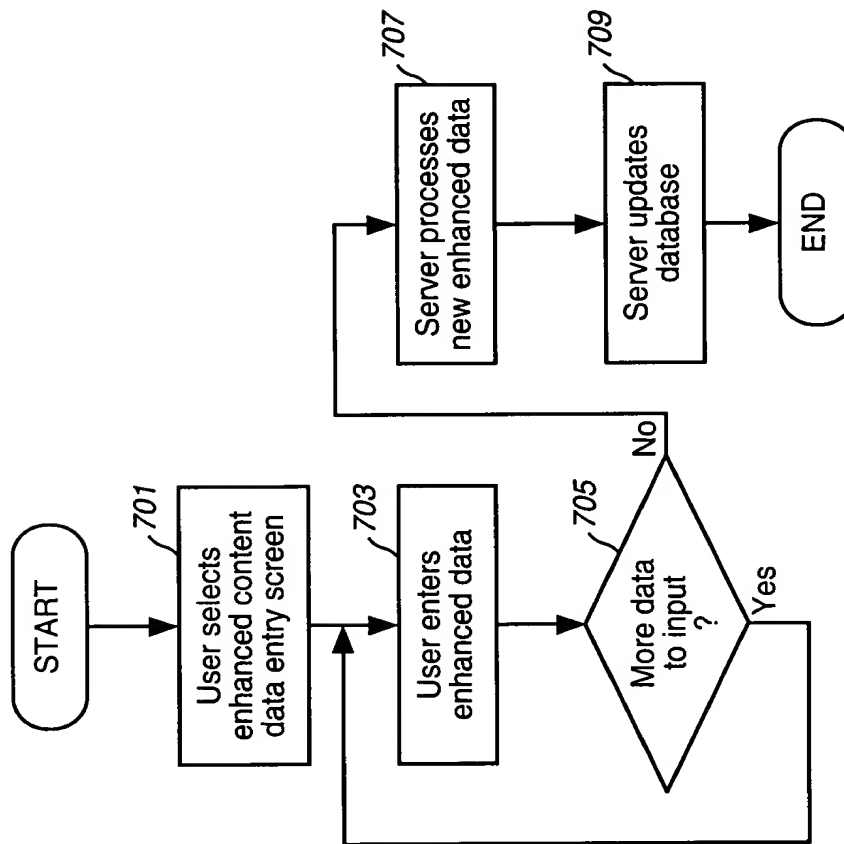 START
701
User selects
enhanced content
data entry screen
703
User enters
enhanced data
705
More data
to input
?
Yes
No
707
Server processes
new enhanced data
709
Server updates
database
END